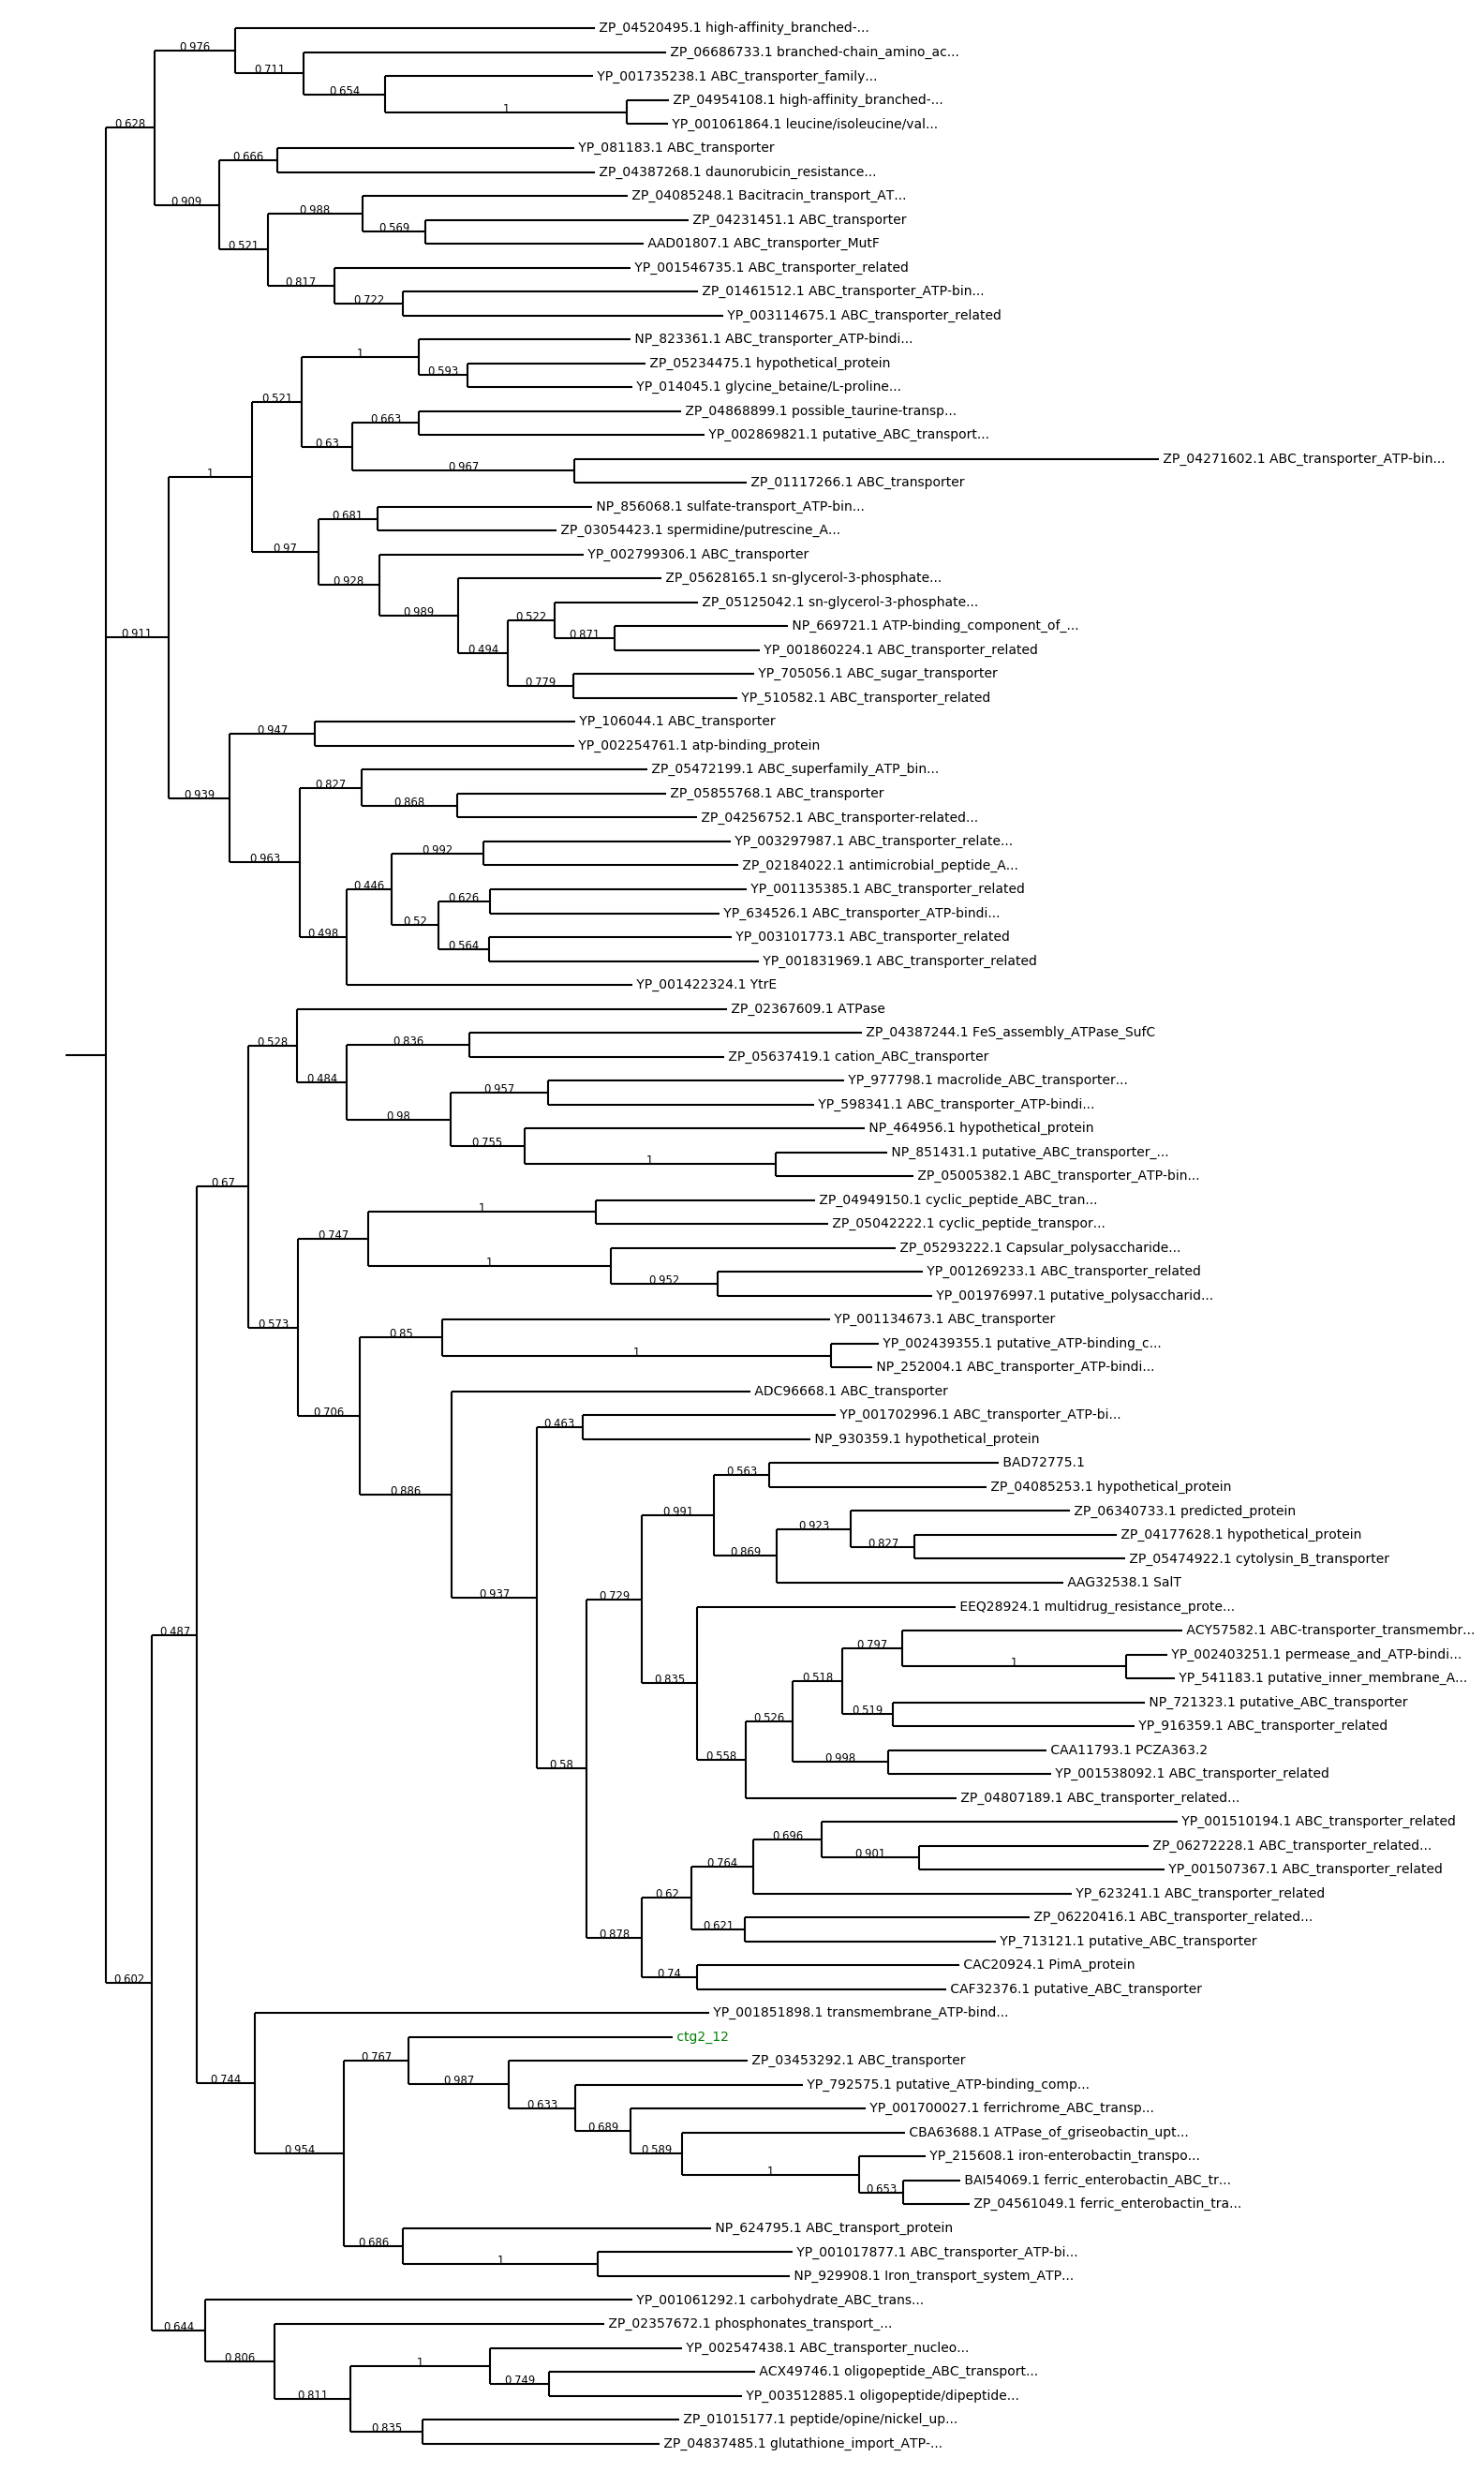 ZP_04520495.1 high-affinity_branched-...
0.976
ZP_06686733.1 branched-chain_amino_ac...
0.711
YP_001735238.1 ABC_transporter_family...
0.654
ZP_04954108.1 high-affinity_branched-...
1
YP_001061864.1 leucine/isoleucine/val...
0.628
YP_081183.1 ABC_transporter
0.666
ZP_04387268.1 daunorubicin_resistance...
ZP_04085248.1 Bacitracin_transport_AT...
0.909
0.988
ZP_04231451.1 ABC_transporter
0.569
AAD01807.1 ABC_transporter_MutF
0.521
YP_001546735.1 ABC_transporter_related
0.817
ZP_01461512.1 ABC_transporter_ATP-bin...
0.722
YP_003114675.1 ABC_transporter_related
NP_823361.1 ABC_transporter_ATP-bindi...
1
ZP_05234475.1 hypothetical_protein
0.593
YP_014045.1 glycine_betaine/L-proline...
0.521
ZP_04868899.1 possible_taurine-transp...
0.663
YP_002869821.1 putative_ABC_transport...
0.63
ZP_04271602.1 ABC_transporter_ATP-bin...
0.967
1
ZP_01117266.1 ABC_transporter
NP_856068.1 sulfate-transport_ATP-bin...
0.681
ZP_03054423.1 spermidine/putrescine_A...
0.97
YP_002799306.1 ABC_transporter
0.928
ZP_05628165.1 sn-glycerol-3-phosphate...
0.989
ZP_05125042.1 sn-glycerol-3-phosphate...
0.522
NP_669721.1 ATP-binding_component_of_...
0.911
0.871
0.494
YP_001860224.1 ABC_transporter_related
YP_705056.1 ABC_sugar_transporter
0.779
YP_510582.1 ABC_transporter_related
YP_106044.1 ABC_transporter
0.947
YP_002254761.1 atp-binding_protein
ZP_05472199.1 ABC_superfamily_ATP_bin...
0.827
0.939
ZP_05855768.1 ABC_transporter
0.868
ZP_04256752.1 ABC_transporter-related...
YP_003297987.1 ABC_transporter_relate...
0.992
0.963
ZP_02184022.1 antimicrobial_peptide_A...
0.446
YP_001135385.1 ABC_transporter_related
0.626
YP_634526.1 ABC_transporter_ATP-bindi...
0.52
0.498
YP_003101773.1 ABC_transporter_related
0.564
YP_001831969.1 ABC_transporter_related
YP_001422324.1 YtrE
ZP_02367609.1 ATPase
0.528
ZP_04387244.1 FeS_assembly_ATPase_SufC
0.836
ZP_05637419.1 cation_ABC_transporter
0.484
YP_977798.1 macrolide_ABC_transporter...
0.957
YP_598341.1 ABC_transporter_ATP-bindi...
0.98
NP_464956.1 hypothetical_protein
0.755
NP_851431.1 putative_ABC_transporter_...
1
ZP_05005382.1 ABC_transporter_ATP-bin...
0.67
ZP_04949150.1 cyclic_peptide_ABC_tran...
1
ZP_05042222.1 cyclic_peptide_transpor...
0.747
ZP_05293222.1 Capsular_polysaccharide...
1
YP_001269233.1 ABC_transporter_related
0.952
YP_001976997.1 putative_polysaccharid...
0.573
YP_001134673.1 ABC_transporter
0.85
YP_002439355.1 putative_ATP-binding_c...
1
NP_252004.1 ABC_transporter_ATP-bindi...
0.706
ADC96668.1 ABC_transporter
YP_001702996.1 ABC_transporter_ATP-bi...
0.463
NP_930359.1 hypothetical_protein
BAD72775.1
0.563
0.886
ZP_04085253.1 hypothetical_protein
0.991
ZP_06340733.1 predicted_protein
0.923
ZP_04177628.1 hypothetical_protein
0.827
0.869
ZP_05474922.1 cytolysin_B_transporter
AAG32538.1 SalT
0.937
0.729
EEQ28924.1 multidrug_resistance_prote...
0.487
ACY57582.1 ABC-transporter_transmembr...
0.797
YP_002403251.1 permease_and_ATP-bindi...
1
0.835
0.518
YP_541183.1 putative_inner_membrane_A...
NP_721323.1 putative_ABC_transporter
0.519
0.526
YP_916359.1 ABC_transporter_related
CAA11793.1 PCZA363.2
0.558
0.998
0.58
YP_001538092.1 ABC_transporter_related
ZP_04807189.1 ABC_transporter_related...
YP_001510194.1 ABC_transporter_related
0.696
ZP_06272228.1 ABC_transporter_related...
0.901
0.764
YP_001507367.1 ABC_transporter_related
0.62
YP_623241.1 ABC_transporter_related
ZP_06220416.1 ABC_transporter_related...
0.621
0.878
YP_713121.1 putative_ABC_transporter
CAC20924.1 PimA_protein
0.74
0.602
CAF32376.1 putative_ABC_transporter
YP_001851898.1 transmembrane_ATP-bind...
ctg2_12
0.767
ZP_03453292.1 ABC_transporter
0.744
0.987
YP_792575.1 putative_ATP-binding_comp...
0.633
YP_001700027.1 ferrichrome_ABC_transp...
0.689
CBA63688.1 ATPase_of_griseobactin_upt...
0.954
0.589
YP_215608.1 iron-enterobactin_transpo...
1
BAI54069.1 ferric_enterobactin_ABC_tr...
0.653
ZP_04561049.1 ferric_enterobactin_tra...
NP_624795.1 ABC_transport_protein
0.686
YP_001017877.1 ABC_transporter_ATP-bi...
1
NP_929908.1 Iron_transport_system_ATP...
YP_001061292.1 carbohydrate_ABC_trans...
0.644
ZP_02357672.1 phosphonates_transport_...
0.806
YP_002547438.1 ABC_transporter_nucleo...
1
ACX49746.1 oligopeptide_ABC_transport...
0.749
0.811
YP_003512885.1 oligopeptide/dipeptide...
ZP_01015177.1 peptide/opine/nickel_up...
0.835
ZP_04837485.1 glutathione_import_ATP-...